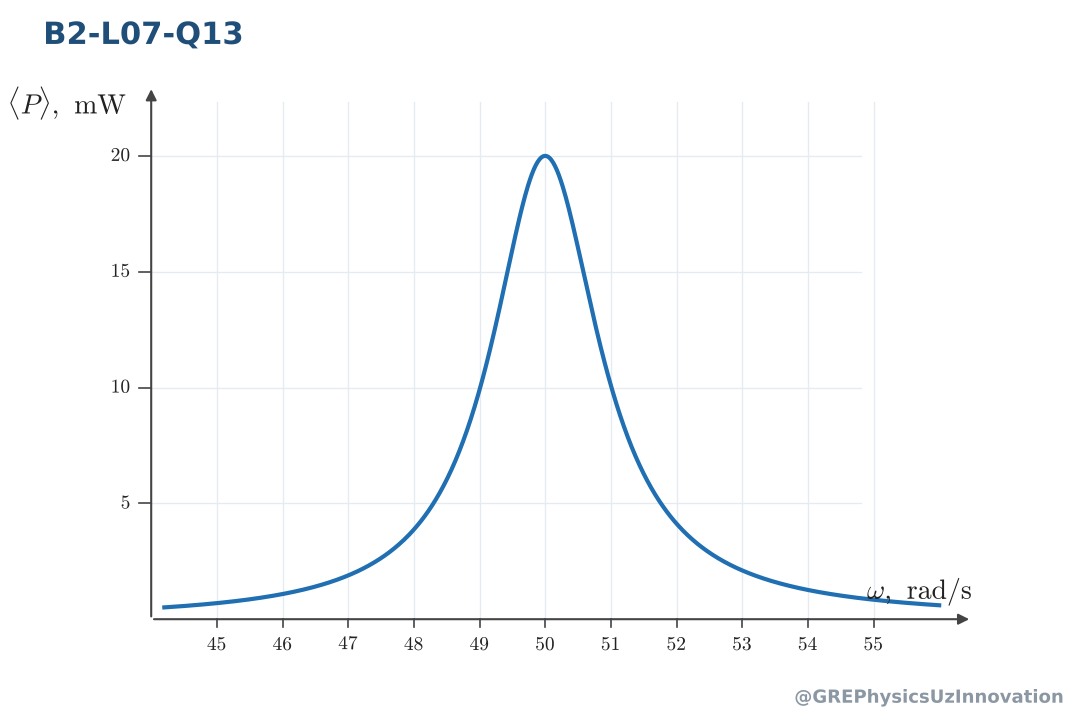 B2-L07-Q13
⟨P⟩, mW
20
15
10
5
ω, rad/s
45 46 47 48 49 50 51 52 53 54 55
@GREPhysicsUzInnovation